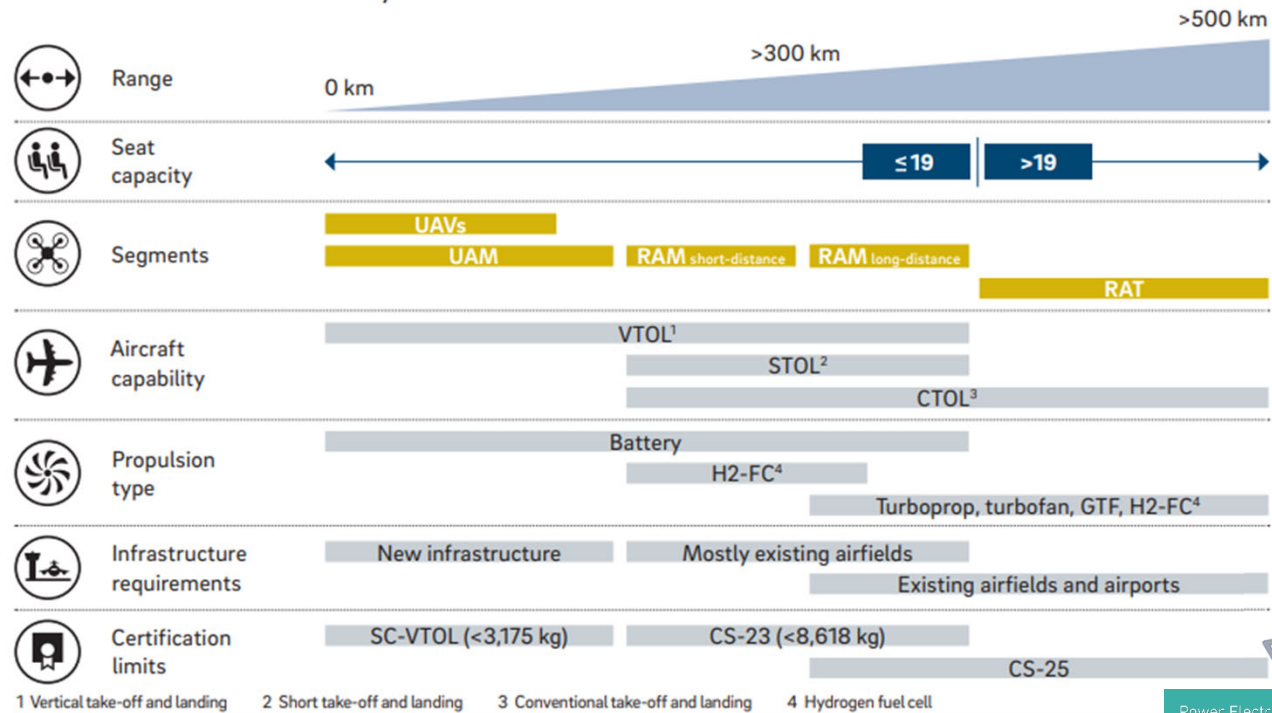 >500 km
>300 km
0 km
Range
Seat
capacity
≤19
>19
Segments
UAVs
UAM
RAM short-distance
RAM long-distance
RAT
Aircraft
capability
VTOL¹
STOL²
CTOL³
Propulsion
type
Battery
H2-FC⁴
Turboprop, turbofan, GTF, H2-FC⁴
Infrastructure
requirements
New infrastructure
Mostly existing airfields
Existing airfields and airports
Certification
limits
SC-VTOL (<3,175 kg)
CS-23 (<8,618 kg)
CS-25
1 Vertical take-off and landing 2 Short take-off and landing 3 Conventional take-off and landing 4 Hydrogen fuel cell
Power